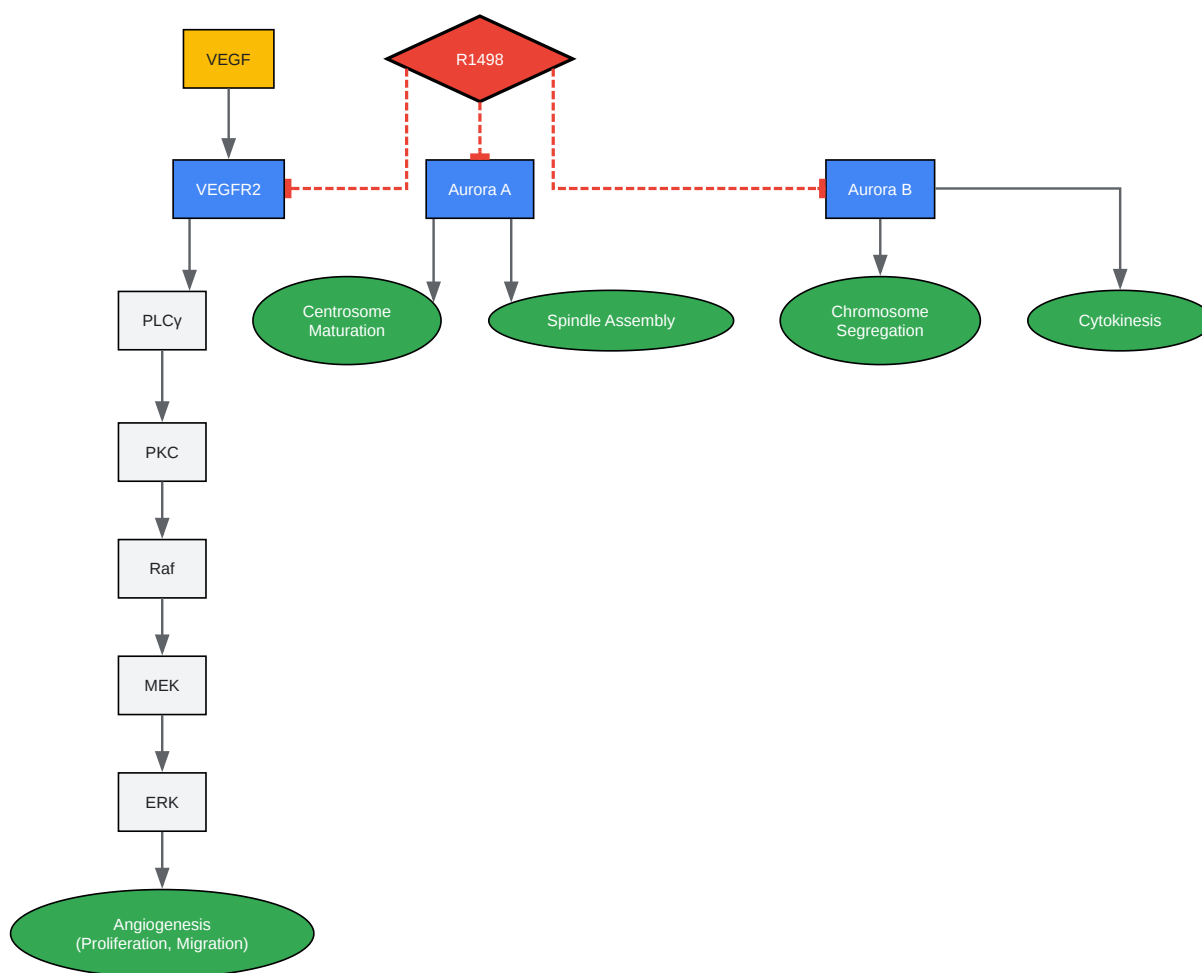 VEGF
R1498
VEGFR2
Aurora A
Aurora B
PLCγ
Centrosome
Maturation
Spindle Assembly
Chromosome
Segregation
Cytokinesis
PKC
Raf
MEK
ERK
Angiogenesis
(Proliferation, Migration)